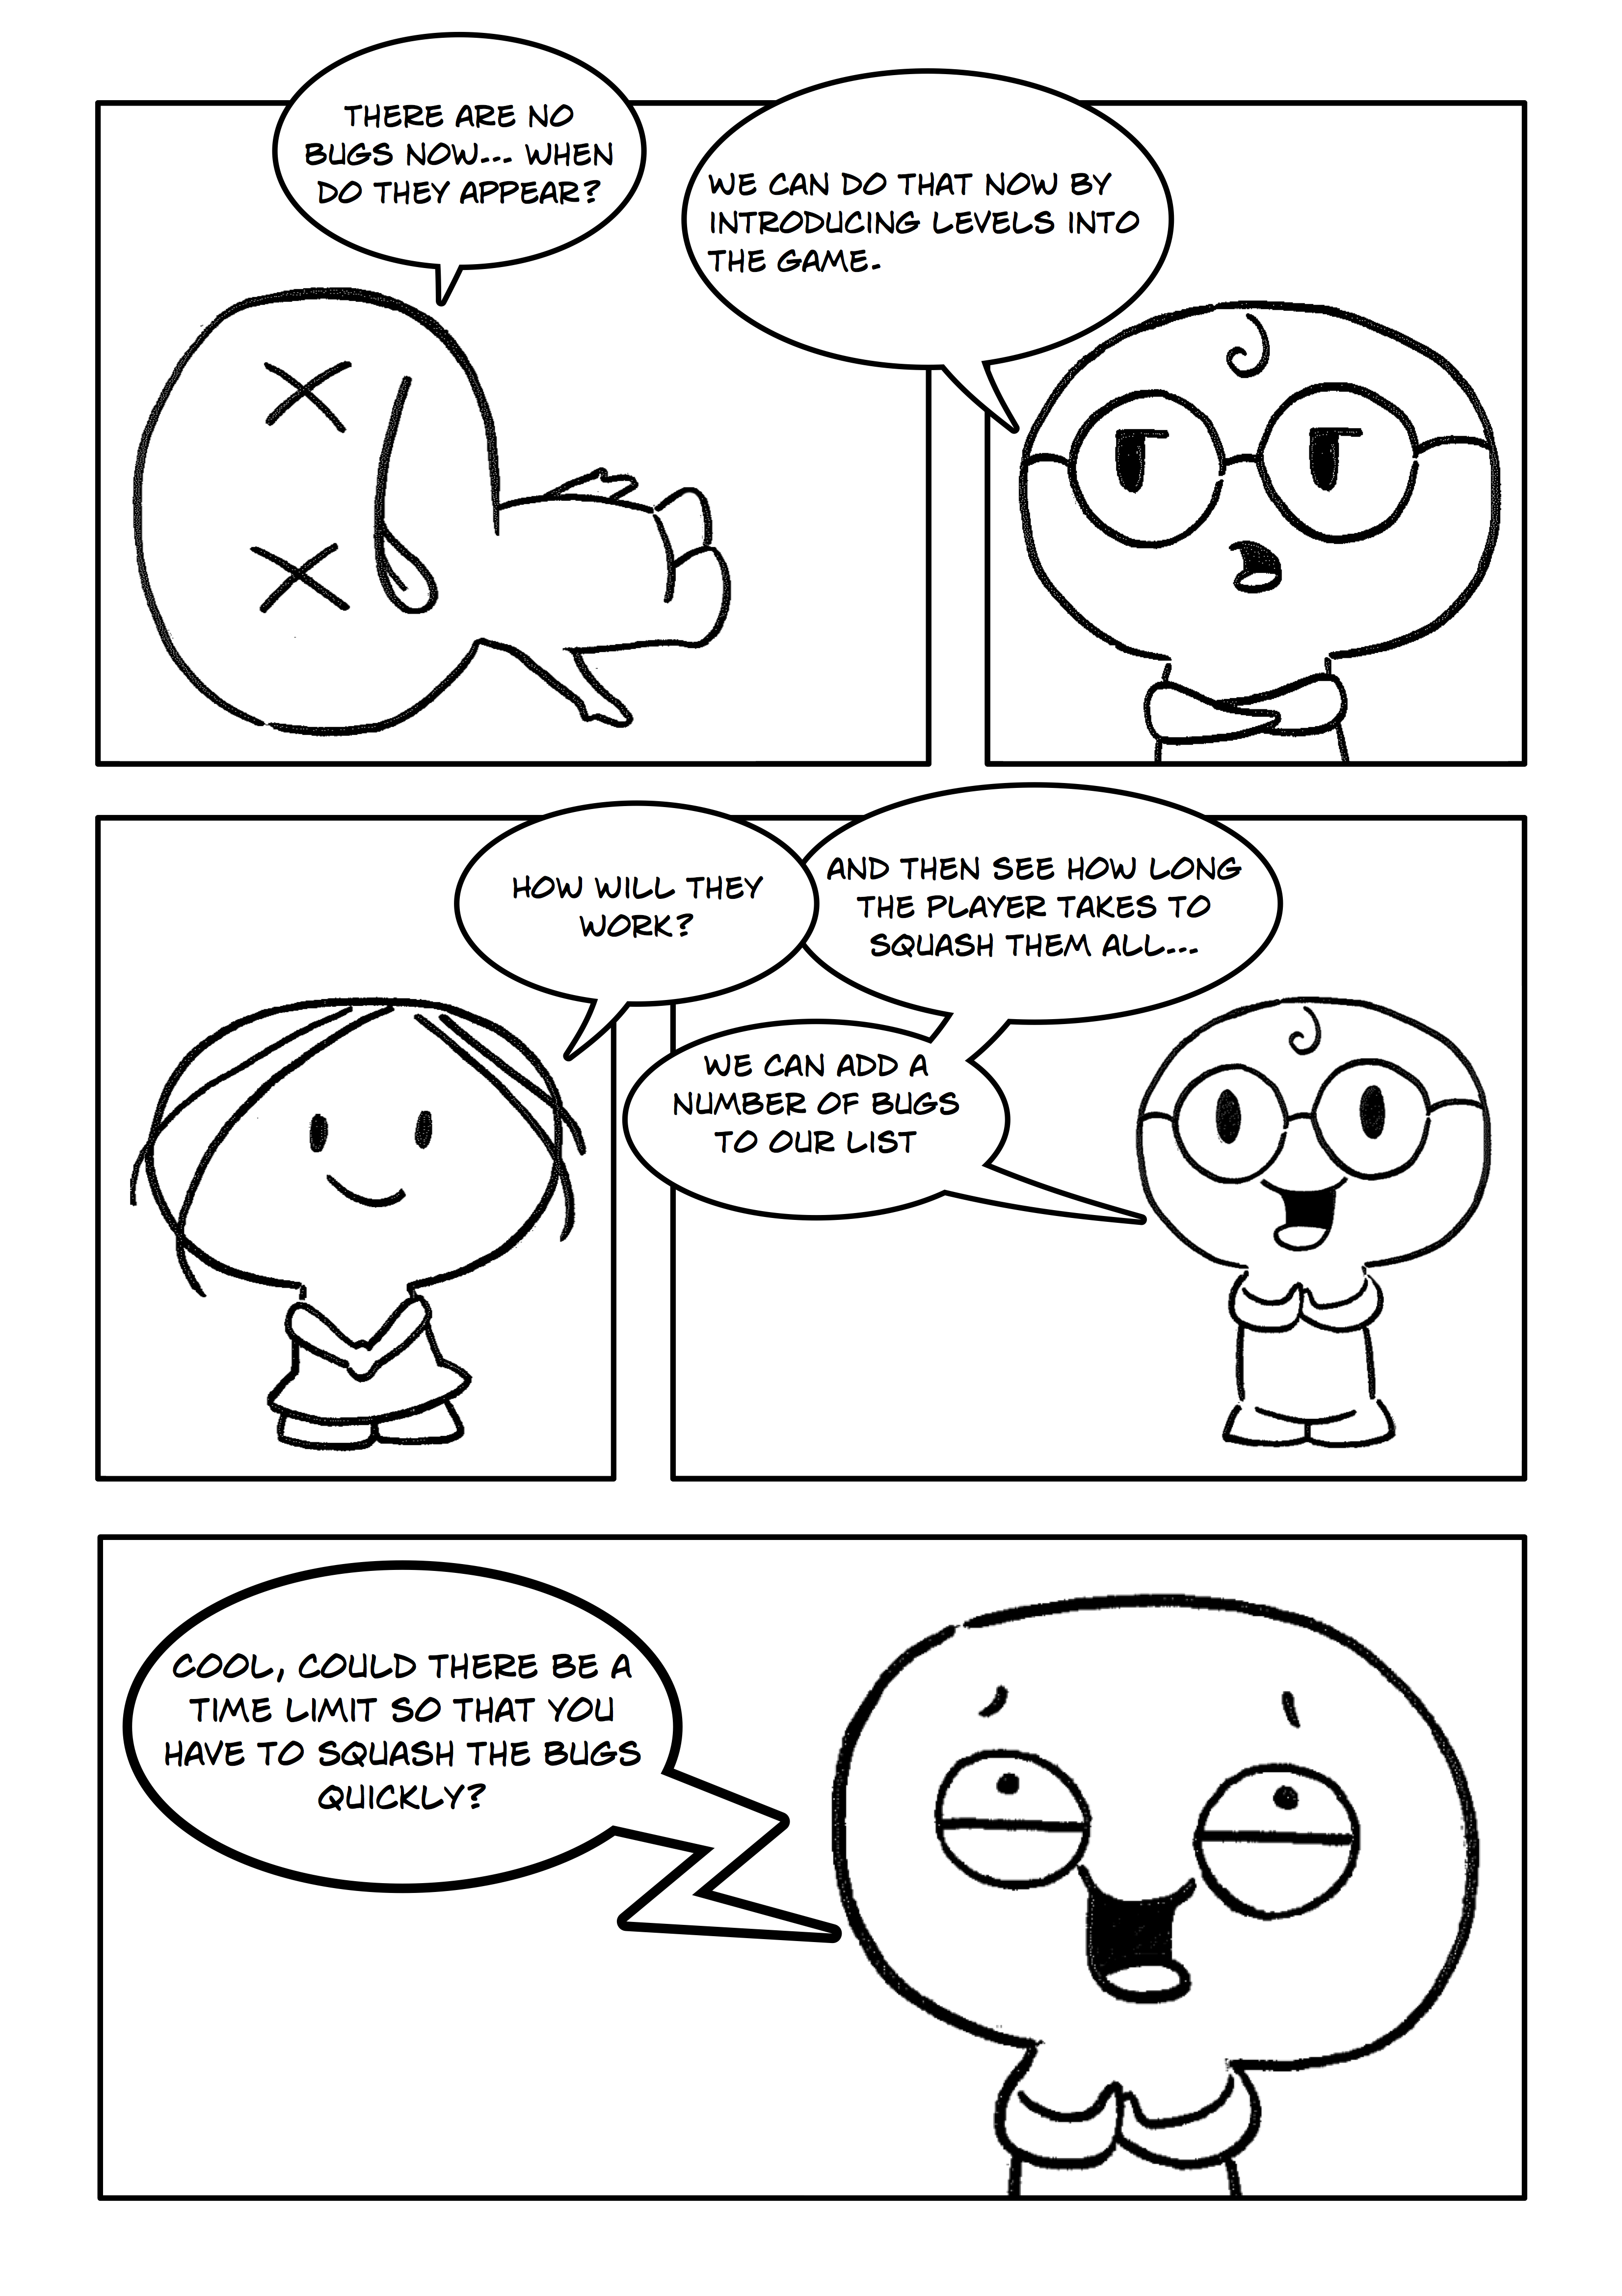 THERE ARE NO
BUGS NOW... WHEN
DO THEY APPEAR?
WE CAN DO THAT NOW BY
INTRODUCING LEVELS INTO
THE GAME.
HOW WILL THEY
WORK?
WE CAN ADD A
NUMBER OF BUGS
TO OUR LIST
AND THEN SEE HOW LONG
THE PLAYER TAKES TO
SQUASH THEM ALL...
COOL, COULD THERE BE A
TIME LIMIT SO THAT YOU
HAVE TO SQUASH THE BUGS
QUICKLY?